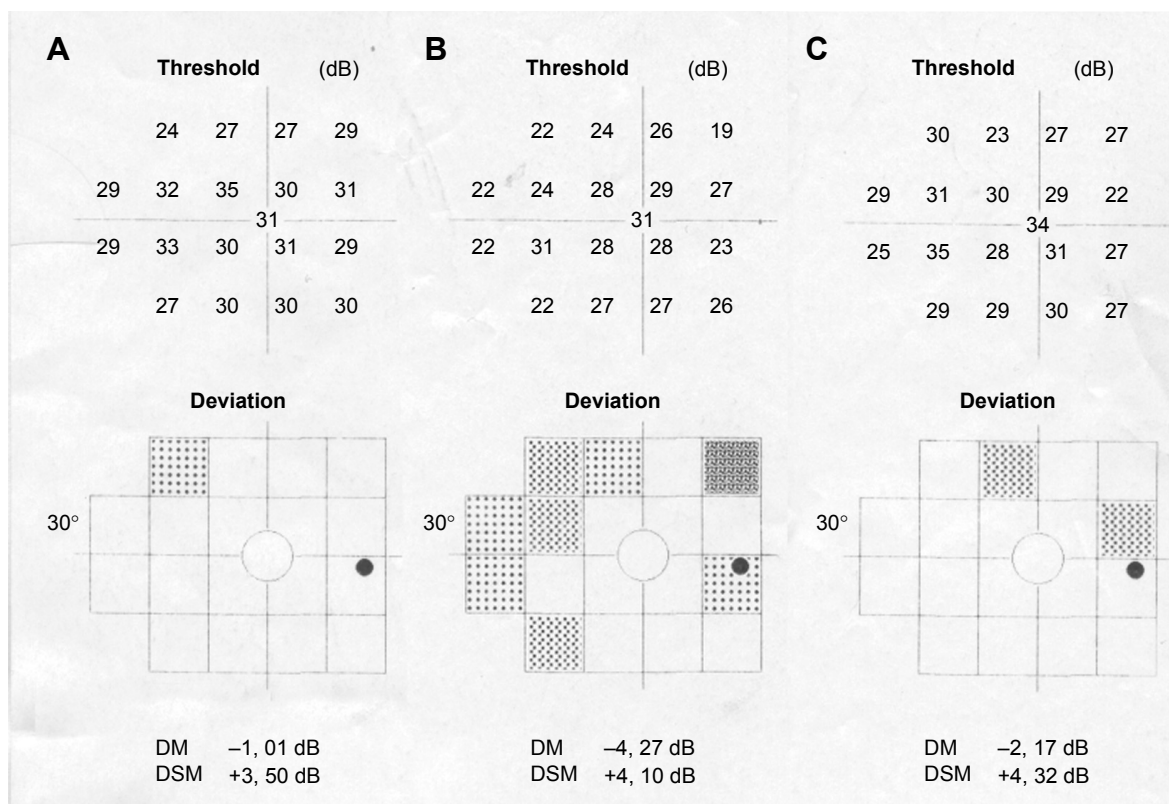 A
Threshold (dB)
24 27 27 29
29 32 35 30 31
31
29 33 30 31 29
27 30 30 30
Deviation
30°
DM –1, 01 dB
DSM +3, 50 dB
B
Threshold (dB)
22 24 26 19
22 24 28 29 27
31
22 31 28 28 23
22 27 27 26
Deviation
30°
DM –4, 27 dB
DSM +4, 10 dB
C
Threshold (dB)
30 23 27 27
29 31 30 29 22
34
25 35 28 31 27
29 29 30 27
Deviation
30°
DM –2, 17 dB
DSM +4, 32 dB